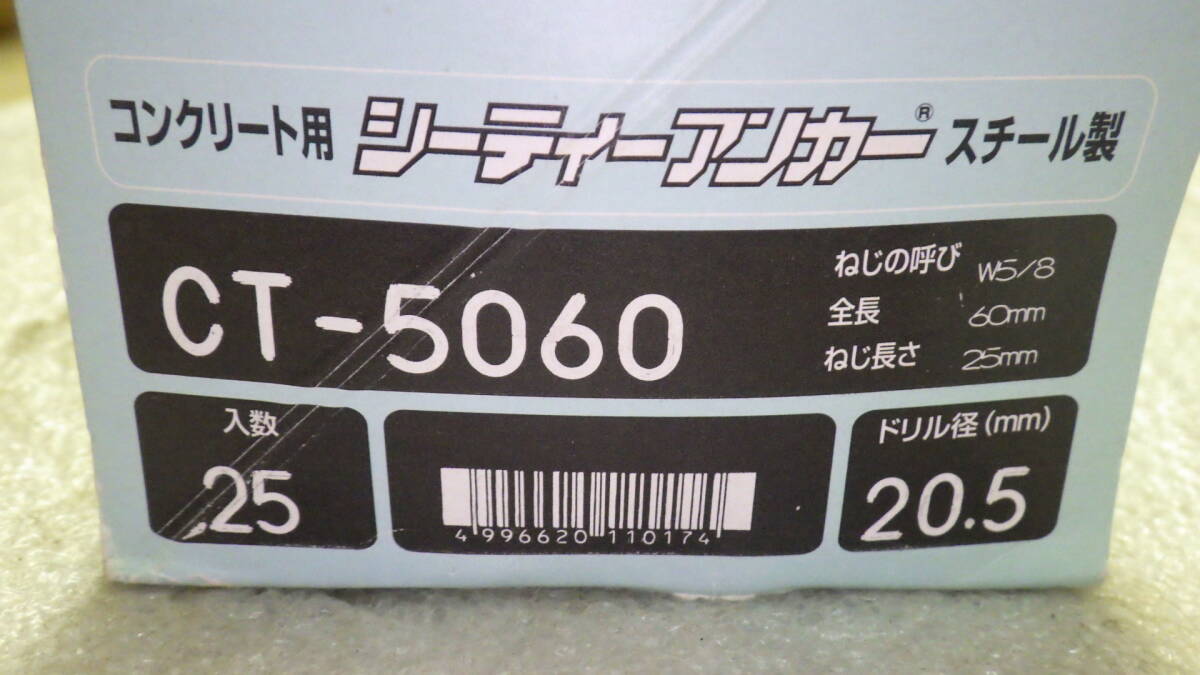 コンクリート用 シーティーアンカー® スチール製
CT-5060
ねじの呼び W5/8
全長 60mm
ねじ長さ 25mm
入数
25
4 996620 110174
ドリル径(mm)
20.5